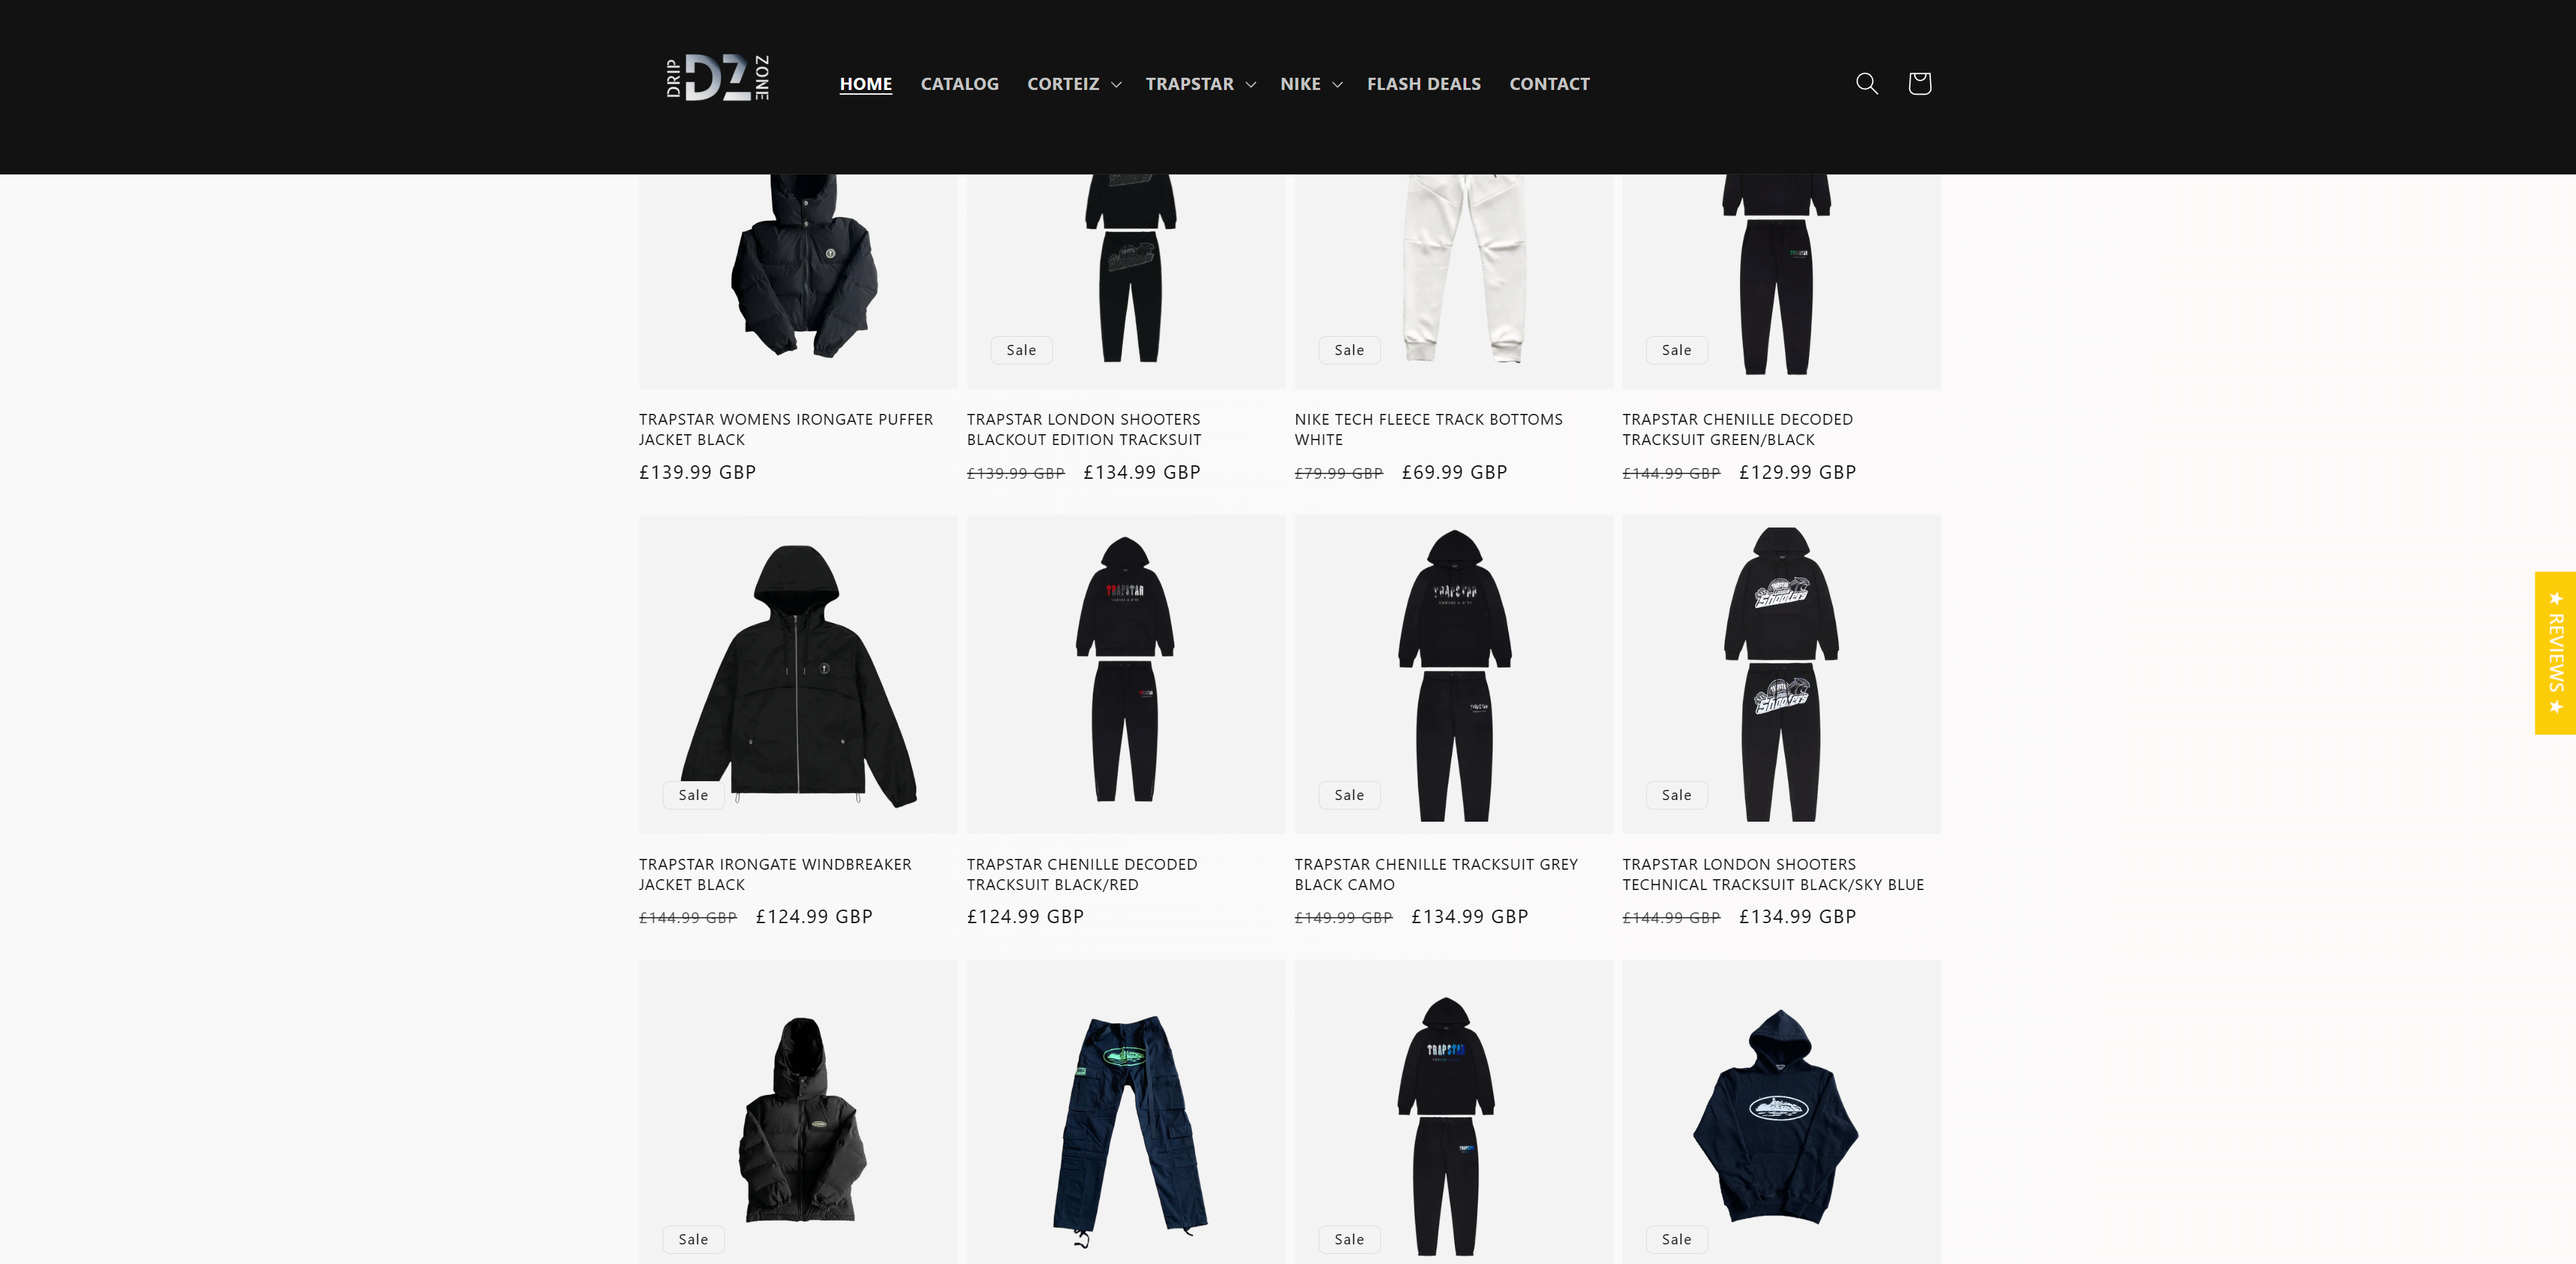 DRIP DZ ZONE
HOME CATALOG CORTEIZ TRAPSTAR NIKE FLASH DEALS CONTACT
Sale Sale Sale
TRAPSTAR WOMENS IRONGATE PUFFER
JACKET BLACK
£139.99 GBP
TRAPSTAR LONDON SHOOTERS
BLACKOUT EDITION TRACKSUIT
£139.99 GBP £134.99 GBP
NIKE TECH FLEECE TRACK BOTTOMS
WHITE
£79.99 GBP £69.99 GBP
TRAPSTAR CHENILLE DECODED
TRACKSUIT GREEN/BLACK
£144.99 GBP £129.99 GBP
TRAPSTAR
TRAPSTAR
Shooters
Shooters
★ REVIEWS ★
Sale Sale Sale
TRAPSTAR IRONGATE WINDBREAKER
JACKET BLACK
£144.99 GBP £124.99 GBP
TRAPSTAR CHENILLE DECODED
TRACKSUIT BLACK/RED
£124.99 GBP
TRAPSTAR CHENILLE TRACKSUIT GREY
BLACK CAMO
£149.99 GBP £134.99 GBP
TRAPSTAR LONDON SHOOTERS
TECHNICAL TRACKSUIT BLACK/SKY BLUE
£144.99 GBP £134.99 GBP
TRAPSTAR
Sale Sale Sale